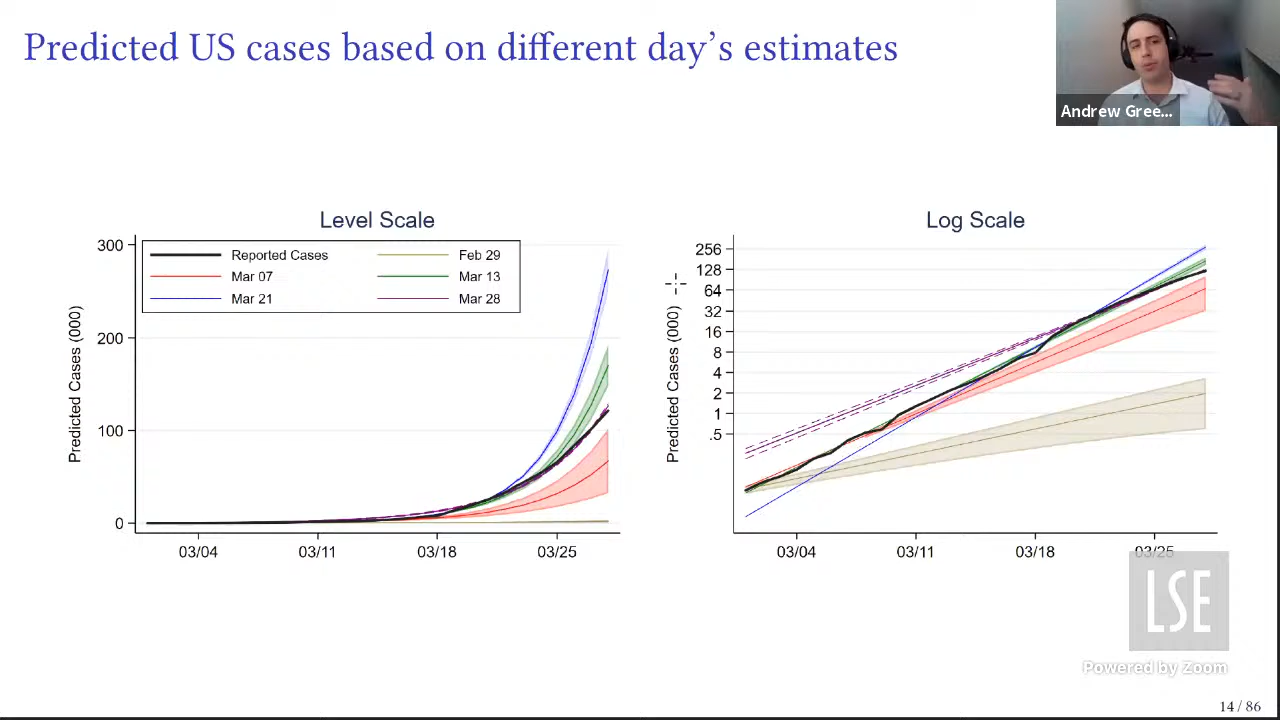 Predicted US cases based on different day's estimates
Andrew Gree...
Level Scale
Predicted Cases (000)
300
200
100
0
Reported Cases
Feb 29
Mar 07
Mar 13
Mar 21
Mar 28
03/04
03/11
03/18
03/25
Log Scale
Predicted Cases (000)
256
128
64
32
16
8
4
2
1
.5
03/04
03/11
03/18
03/25
LSE
Powered by Zoom
14 / 86